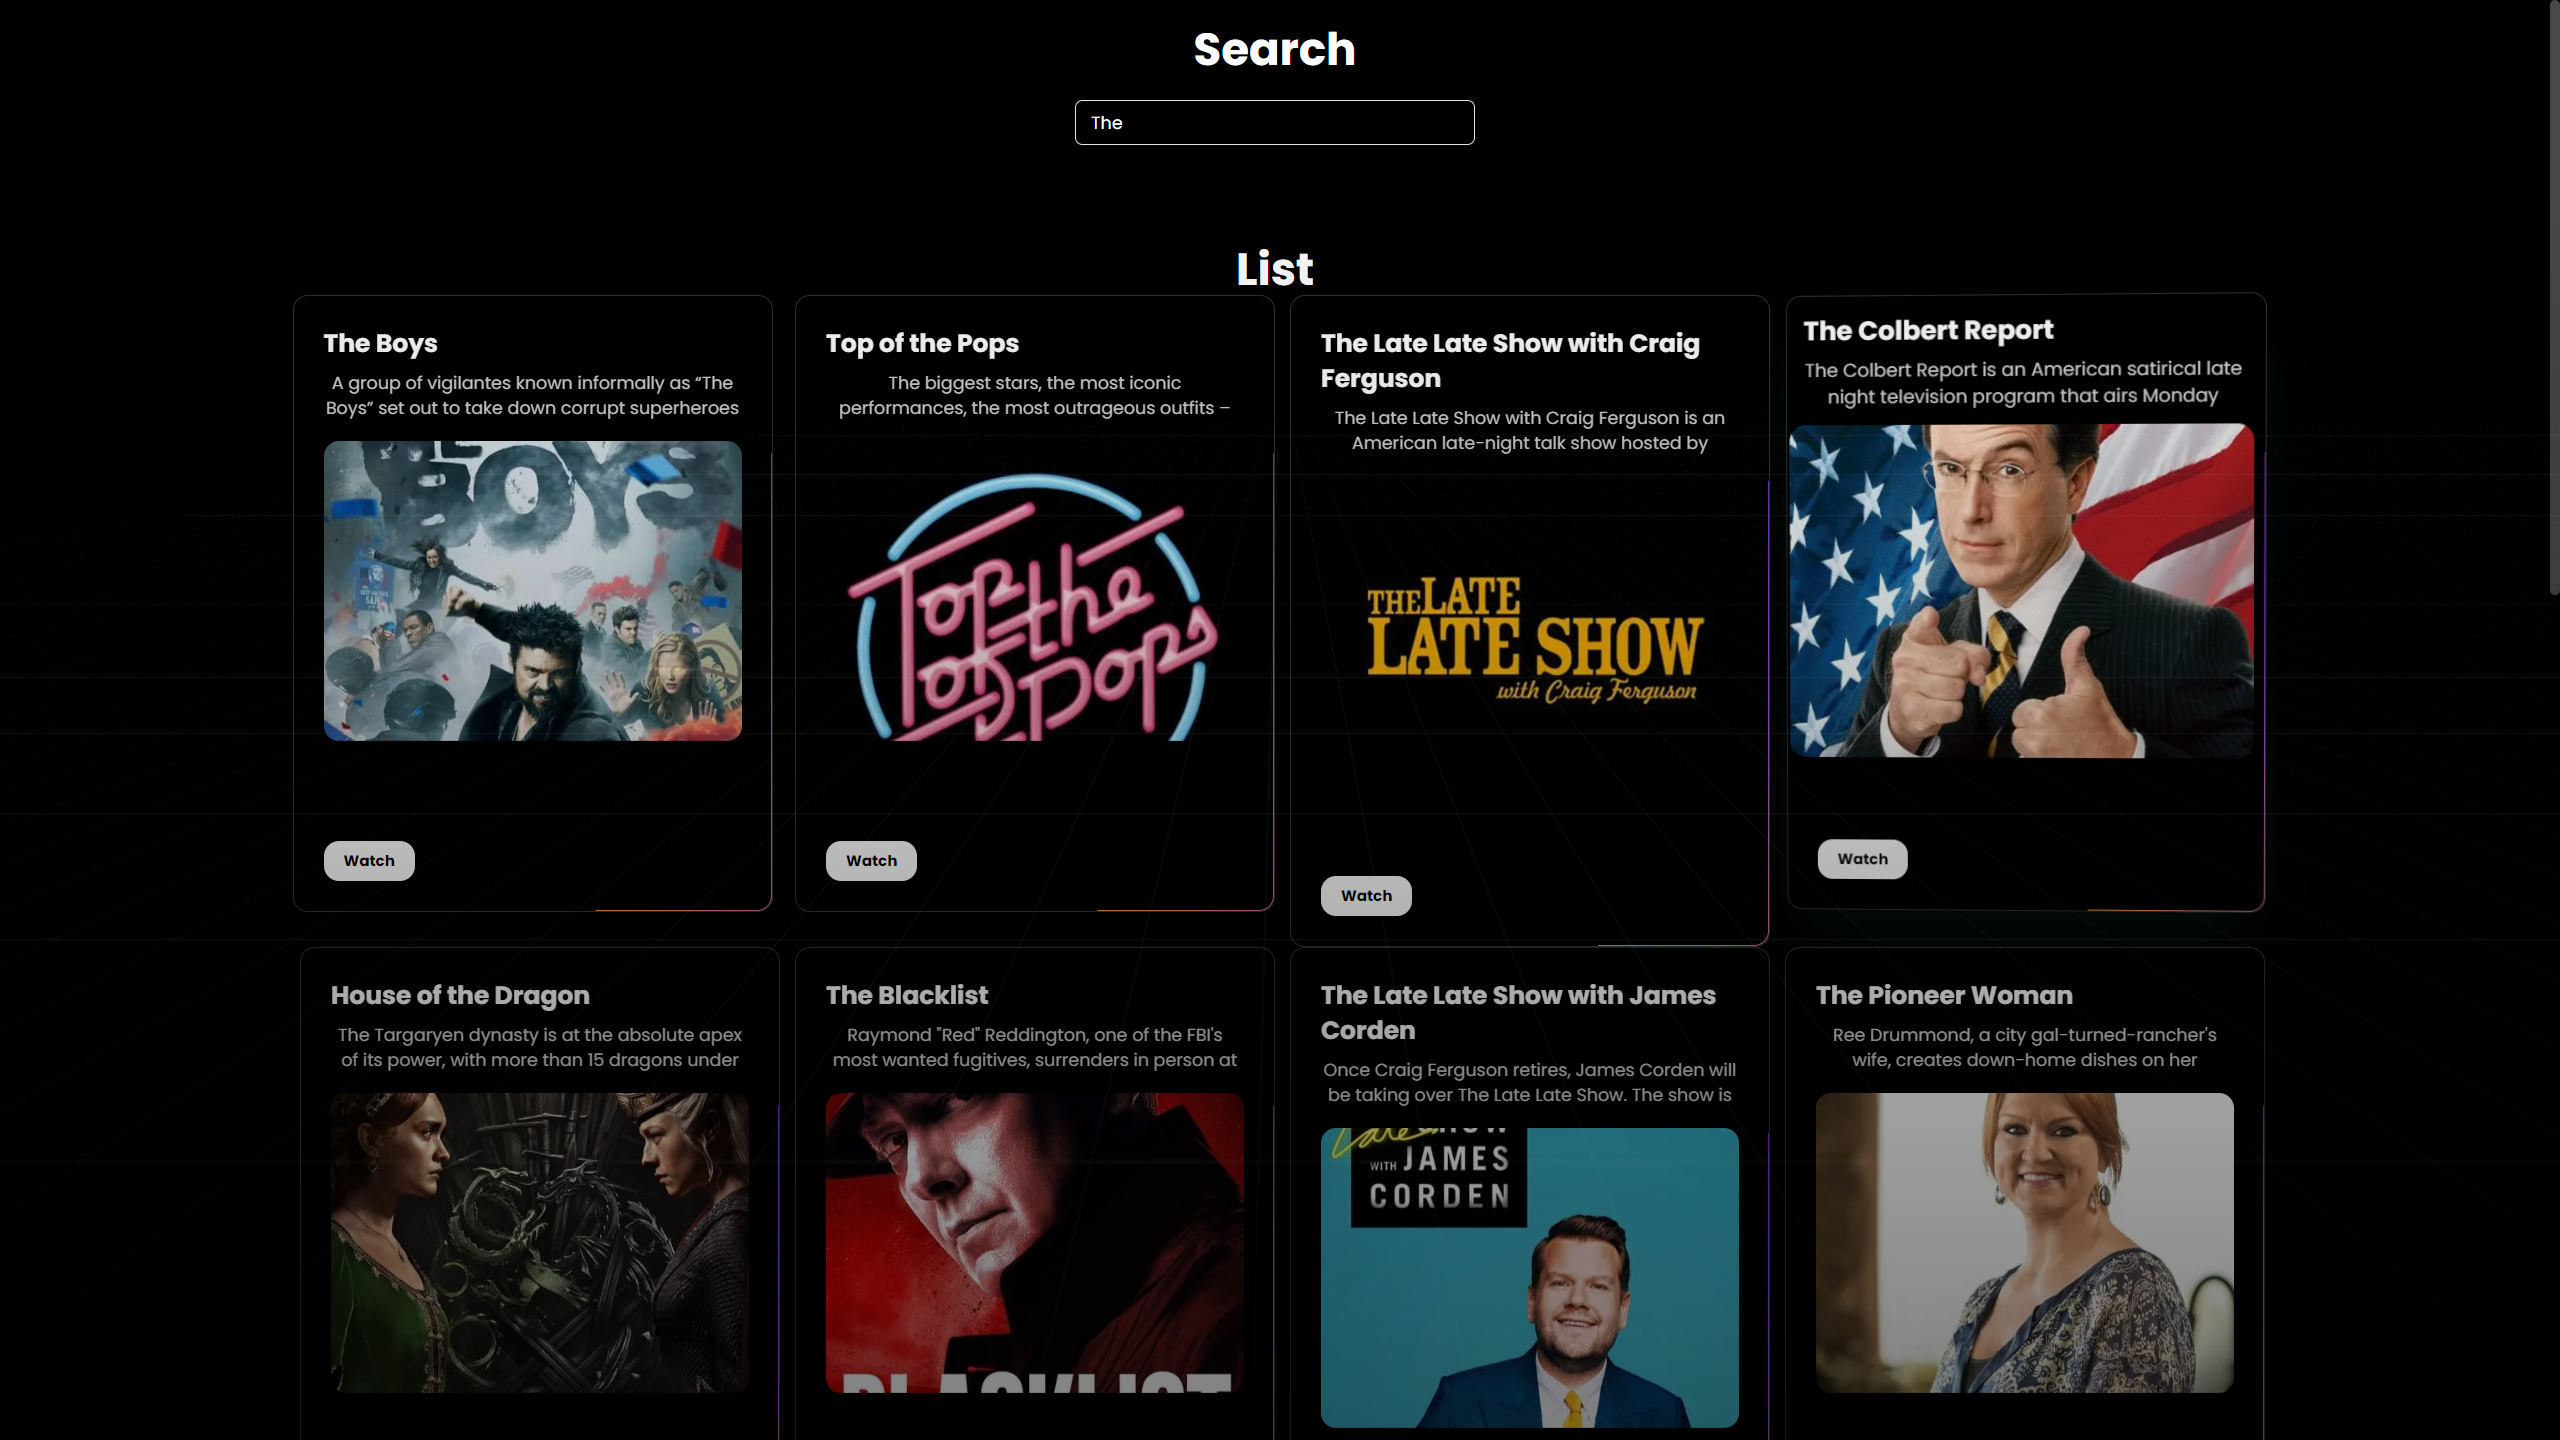 Search
The
List
The Boys
A group of vigilantes known informally as “The
Boys” set out to take down corrupt superheroes
BOYS
Watch
Top of the Pops
The biggest stars, the most iconic
performances, the most outrageous outfits –
Top of the Pops
Watch
The Late Late Show with Craig
Ferguson
The Late Late Show with Craig Ferguson is an
American late-night talk show hosted by
THE LATE
LATE SHOW
with Craig Ferguson
Watch
The Colbert Report
The Colbert Report is an American satirical late
night television program that airs Monday
Watch
House of the Dragon
The Targaryen dynasty is at the absolute apex
of its power, with more than 15 dragons under
The Blacklist
Raymond "Red" Reddington, one of the FBI's
most wanted fugitives, surrenders in person at
BLACKLIST
The Late Late Show with James
Corden
Once Craig Ferguson retires, James Corden will
be taking over The Late Late Show. The show is
Late SHOW
WITH JAMES
CORDEN
The Pioneer Woman
Ree Drummond, a city gal-turned-rancher's
wife, creates down-home dishes on her